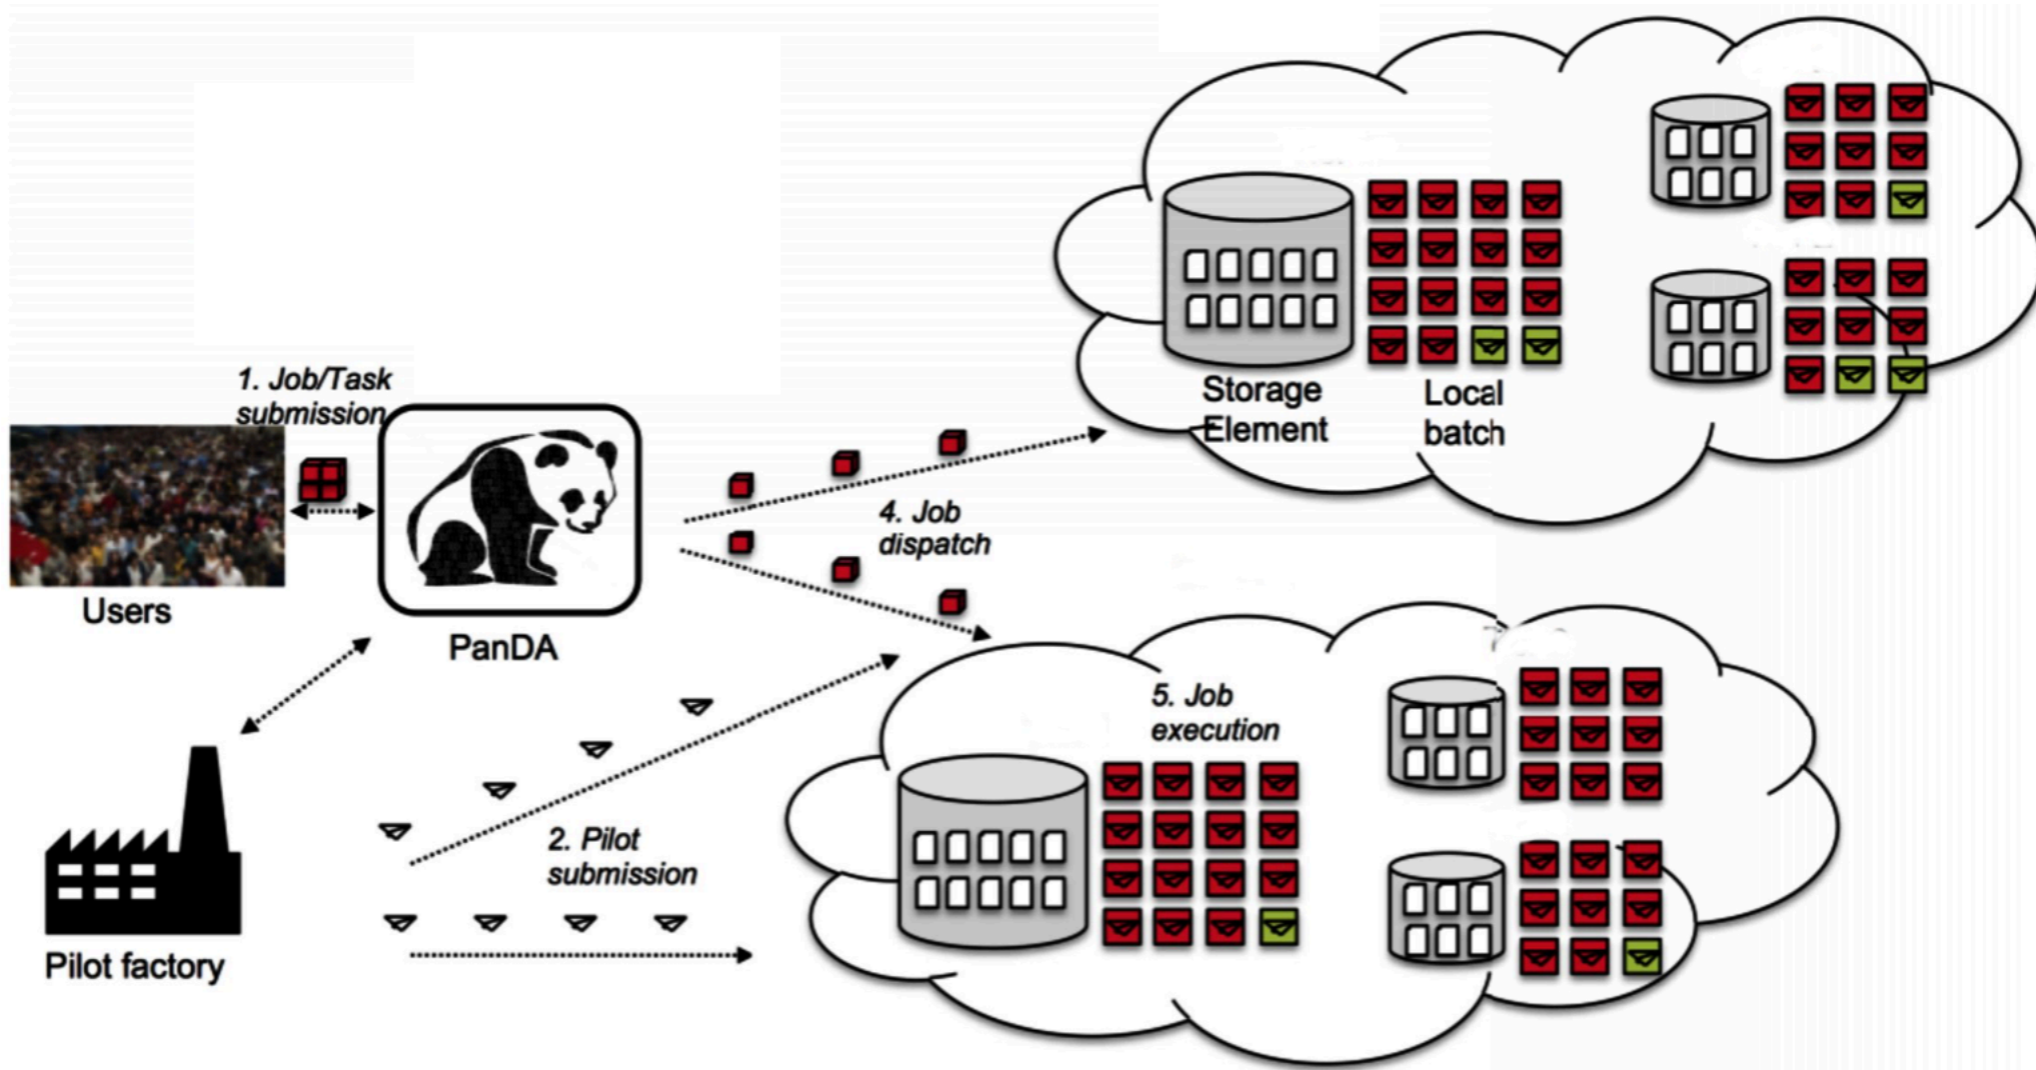 1. Job/Task
submission
Users
PanDA
Pilot factory
2. Pilot
submission
4. Job
dispatch
Storage
Element
Local
batch
5. Job
execution